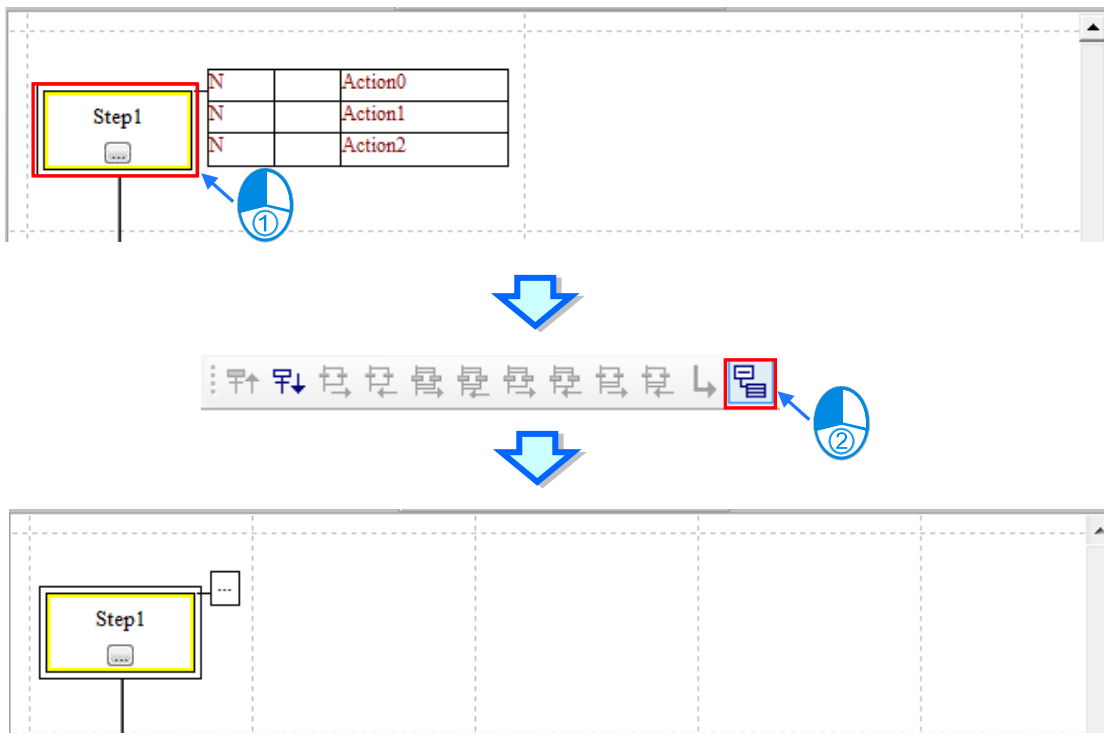 N Action0
Step1 N Action1
... N Action2
①
②
...
Step1
...